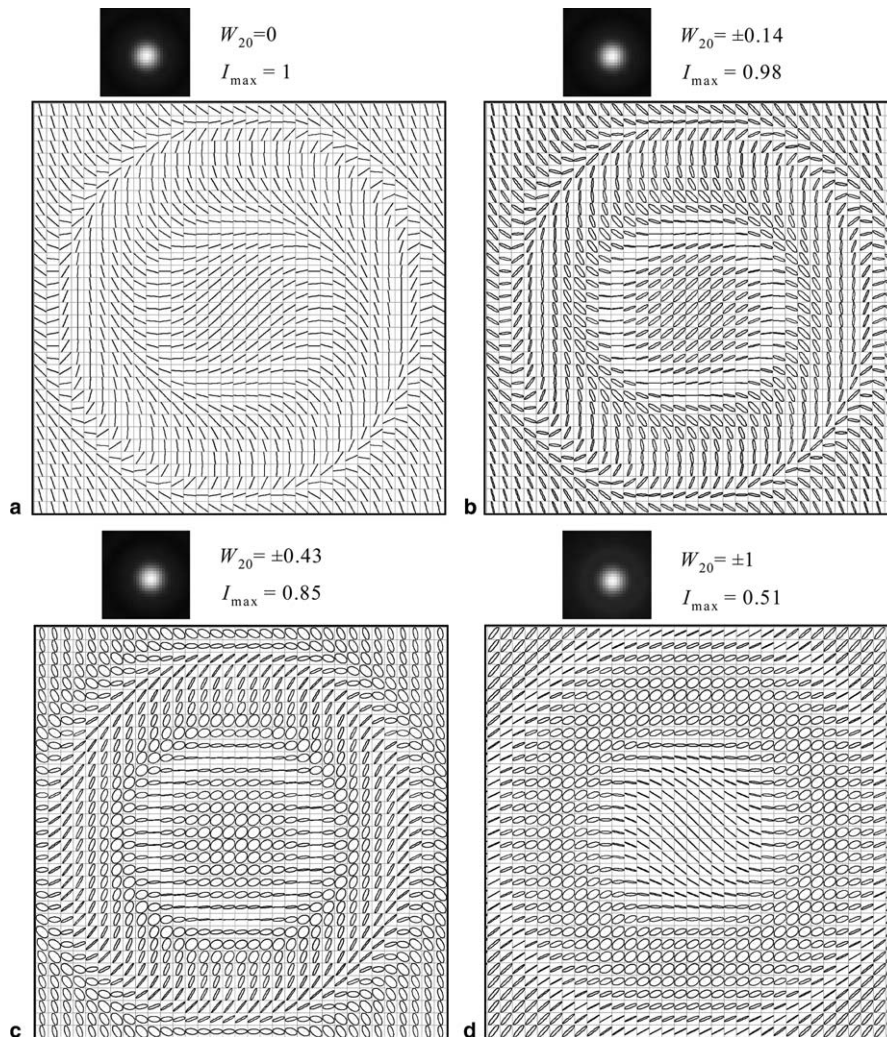 W20=0
Imax = 1
W20= ±0.14
Imax = 0.98
a
b
W20= ±0.43
Imax = 0.85
W20= ±1
Imax = 0.51
c
d